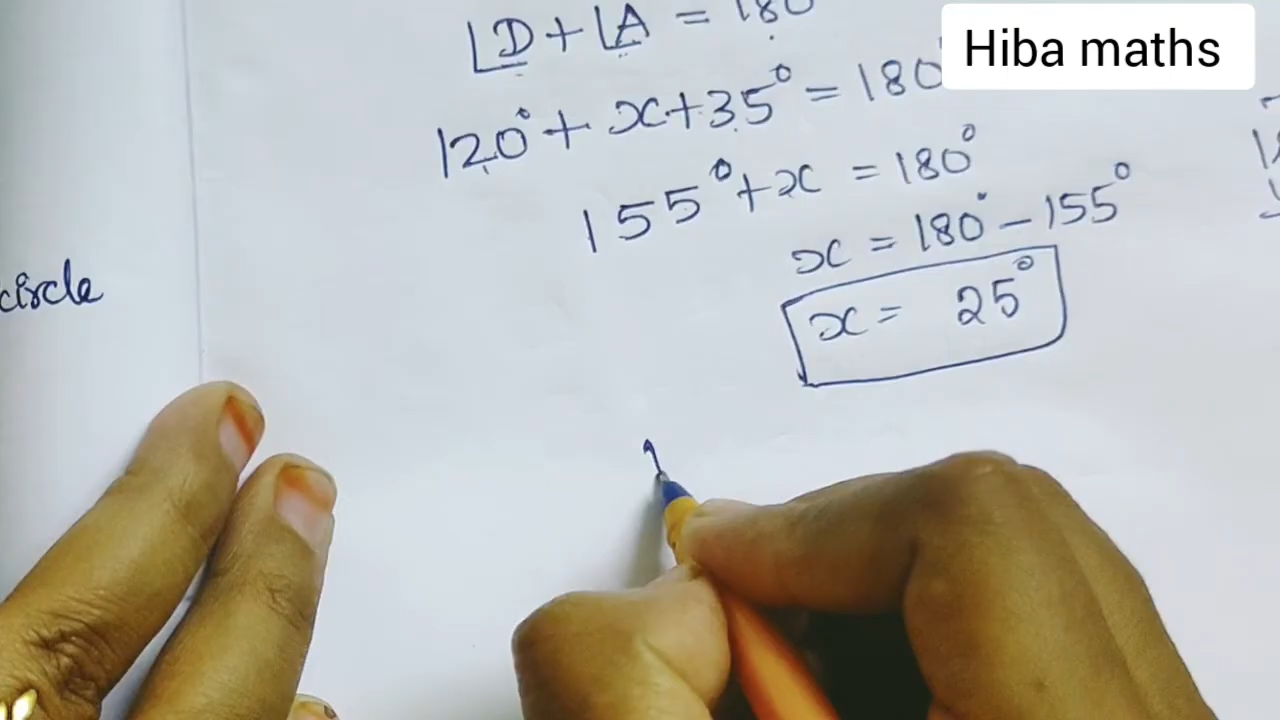 ∠D + ∠A = 180
Hiba maths
120° + x + 35° = 180°
155° + x = 180°
x = 180° - 155°
circle
x = 25°